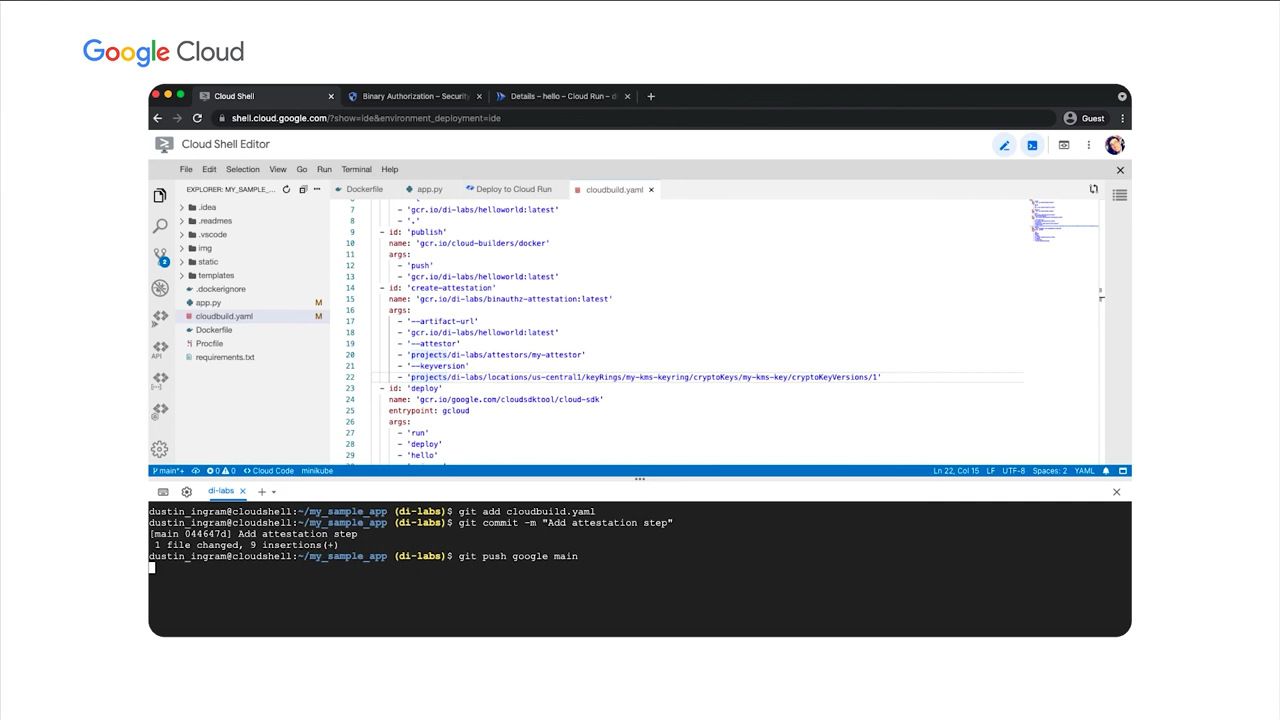 Google Cloud
Cloud Shell
Binary Authorization – Security
Details – hello – Cloud Run – d
shell.cloud.google.com/?show=ide&environment_deployment=ide
Guest
Cloud Shell Editor
File Edit Selection View Go Run Terminal Help
EXPLORER: MY_SAMPLE_...
Dockerfile
app.py
Deploy to Cloud Run
cloudbuild.yaml
.idea
.readmes
.vscode
img
static
templates
.dockerignore
app.py M
cloudbuild.yaml M
Dockerfile
Procfile
requirements.txt
2
API
7 - 'gcr.io/di-labs/helloworld:latest'
8 - '.'
9 - id: 'publish'
10 name: 'gcr.io/cloud-builders/docker'
11 args:
12 - 'push'
13 - 'gcr.io/di-labs/helloworld:latest'
14 - id: 'create-attestation'
15 name: 'gcr.io/di-labs/binauthz-attestation:latest'
16 args:
17 - '--artifact-url'
18 - 'gcr.io/di-labs/helloworld:latest'
19 - '--attestor'
20 - 'projects/di-labs/attestors/my-attestor'
21 - '--keyversion'
22 - 'projects/di-labs/locations/us-central1/keyRings/my-kms-keyring/cryptoKeys/my-kms-key/cryptoKeyVersions/1'
23 - id: 'deploy'
24 name: 'gcr.io/google.com/cloudsdktool/cloud-sdk'
25 entrypoint: gcloud
26 args:
27 - 'run'
28 - 'deploy'
29 - 'hello'
main*+ 0 0 Cloud Code minikube
Ln 22, Col 15 LF UTF-8 Spaces: 2 YAML
di-labs
dustin_ingram@cloudshell:~/my_sample_app (di-labs)$ git add cloudbuild.yaml
dustin_ingram@cloudshell:~/my_sample_app (di-labs)$ git commit -m "Add attestation step"
[main 044647d] Add attestation step
1 file changed, 9 insertions(+)
dustin_ingram@cloudshell:~/my_sample_app (di-labs)$ git push google main